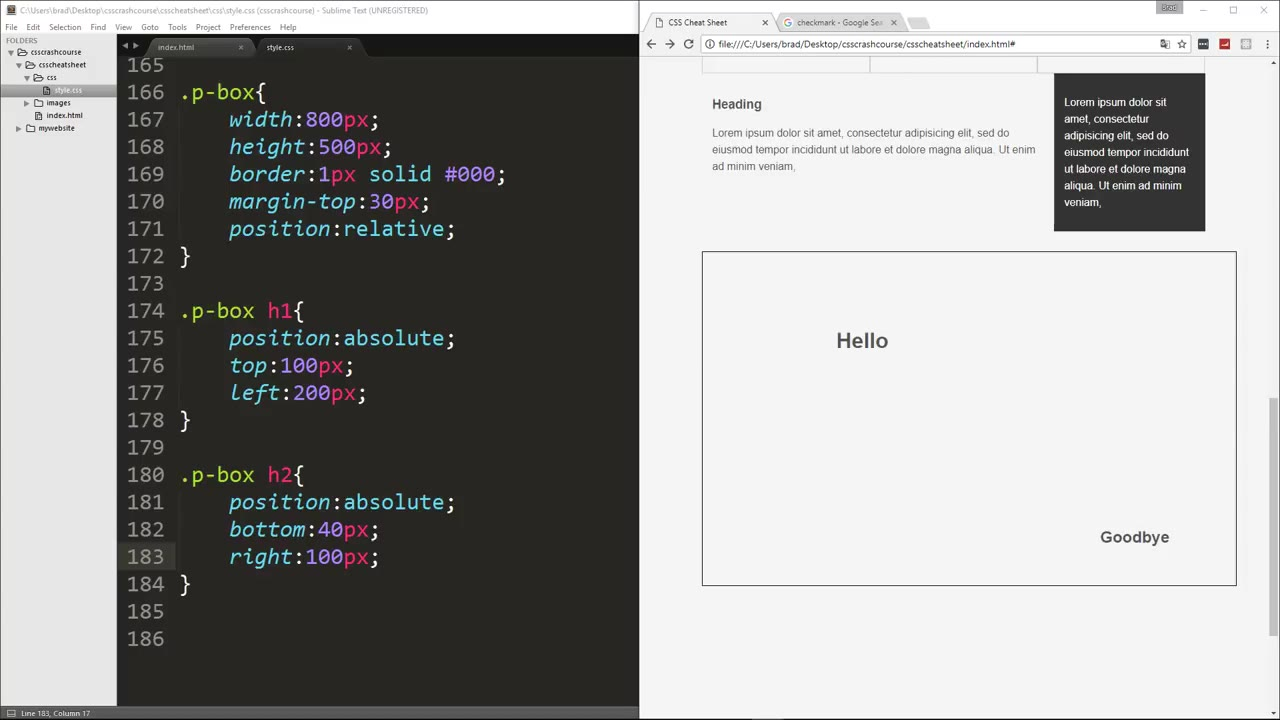 C:\Users\brad\Desktop\csscrashcourse\csscheatsheet\css\style.css (csscrashcourse) - Sublime Text (UNREGISTERED)
File Edit Selection Find View Goto Tools Project Preferences Help
FOLDERS
csscrashcourse
csscheatsheet
css
style.css
images
index.html
mywebsite
index.html
style.css
165
166 .p-box{
167 width:800px;
168 height:500px;
169 border:1px solid #000;
170 margin-top:30px;
171 position:relative;
172 }
173
174 .p-box h1{
175 position:absolute;
176 top:100px;
177 left:200px;
178 }
179
180 .p-box h2{
181 position:absolute;
182 bottom:40px;
183 right:100px;
184 }
185
186
Line 183, Column 17
Brad
CSS Cheat Sheet
checkmark - Google Sea
file:///C:/Users/brad/Desktop/csscrashcourse/csscheatsheet/index.html#
Heading
Lorem ipsum dolor sit amet, consectetur adipisicing elit, sed do
eiusmod tempor incididunt ut labore et dolore magna aliqua. Ut enim
ad minim veniam,
Lorem ipsum dolor sit
amet, consectetur
adipisicing elit, sed do
eiusmod tempor incididunt
ut labore et dolore magna
aliqua. Ut enim ad minim
veniam,
Hello
Goodbye